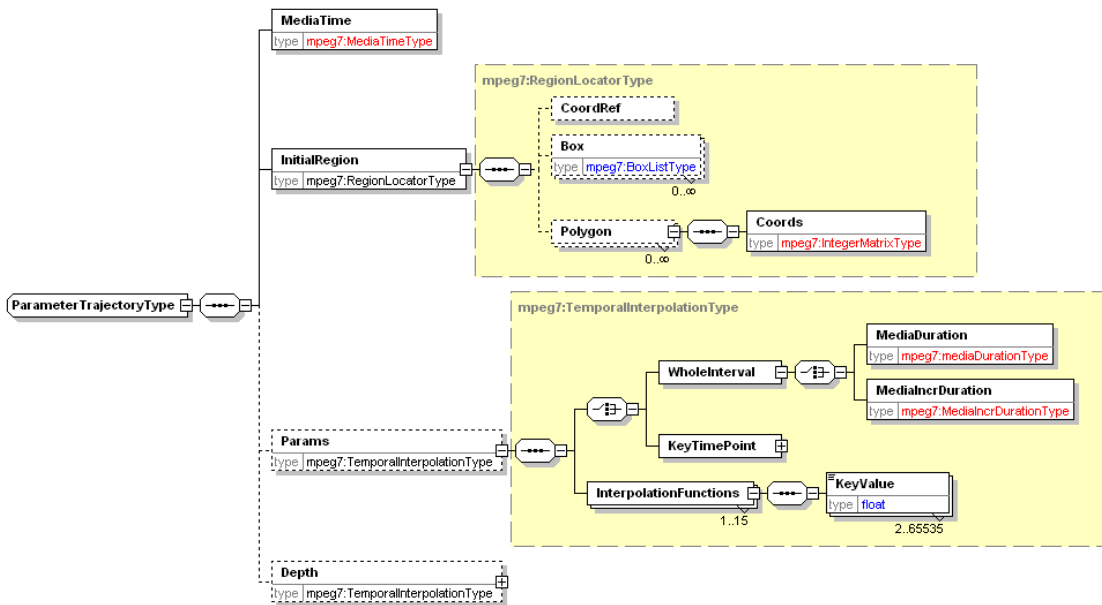 MediaTime
type mpeg7:MediaTimeType
mpeg7:RegionLocatorType
CoordRef
Box
type mpeg7:BoxListType
0..∞
InitialRegion
type mpeg7:RegionLocatorType
Polygon
0..∞
Coords
type mpeg7:IntegerMatrixType
ParameterTrajectoryType
mpeg7:TemporalInterpolationType
MediaDuration
type mpeg7:mediaDurationType
WholeInterval
MediaIncrDuration
type mpeg7:MediaIncrDurationType
Params
type mpeg7:TemporalInterpolationType
KeyTimePoint
InterpolationFunctions
1..15
KeyValue
type float
2..65535
Depth
type mpeg7:TemporalInterpolationType